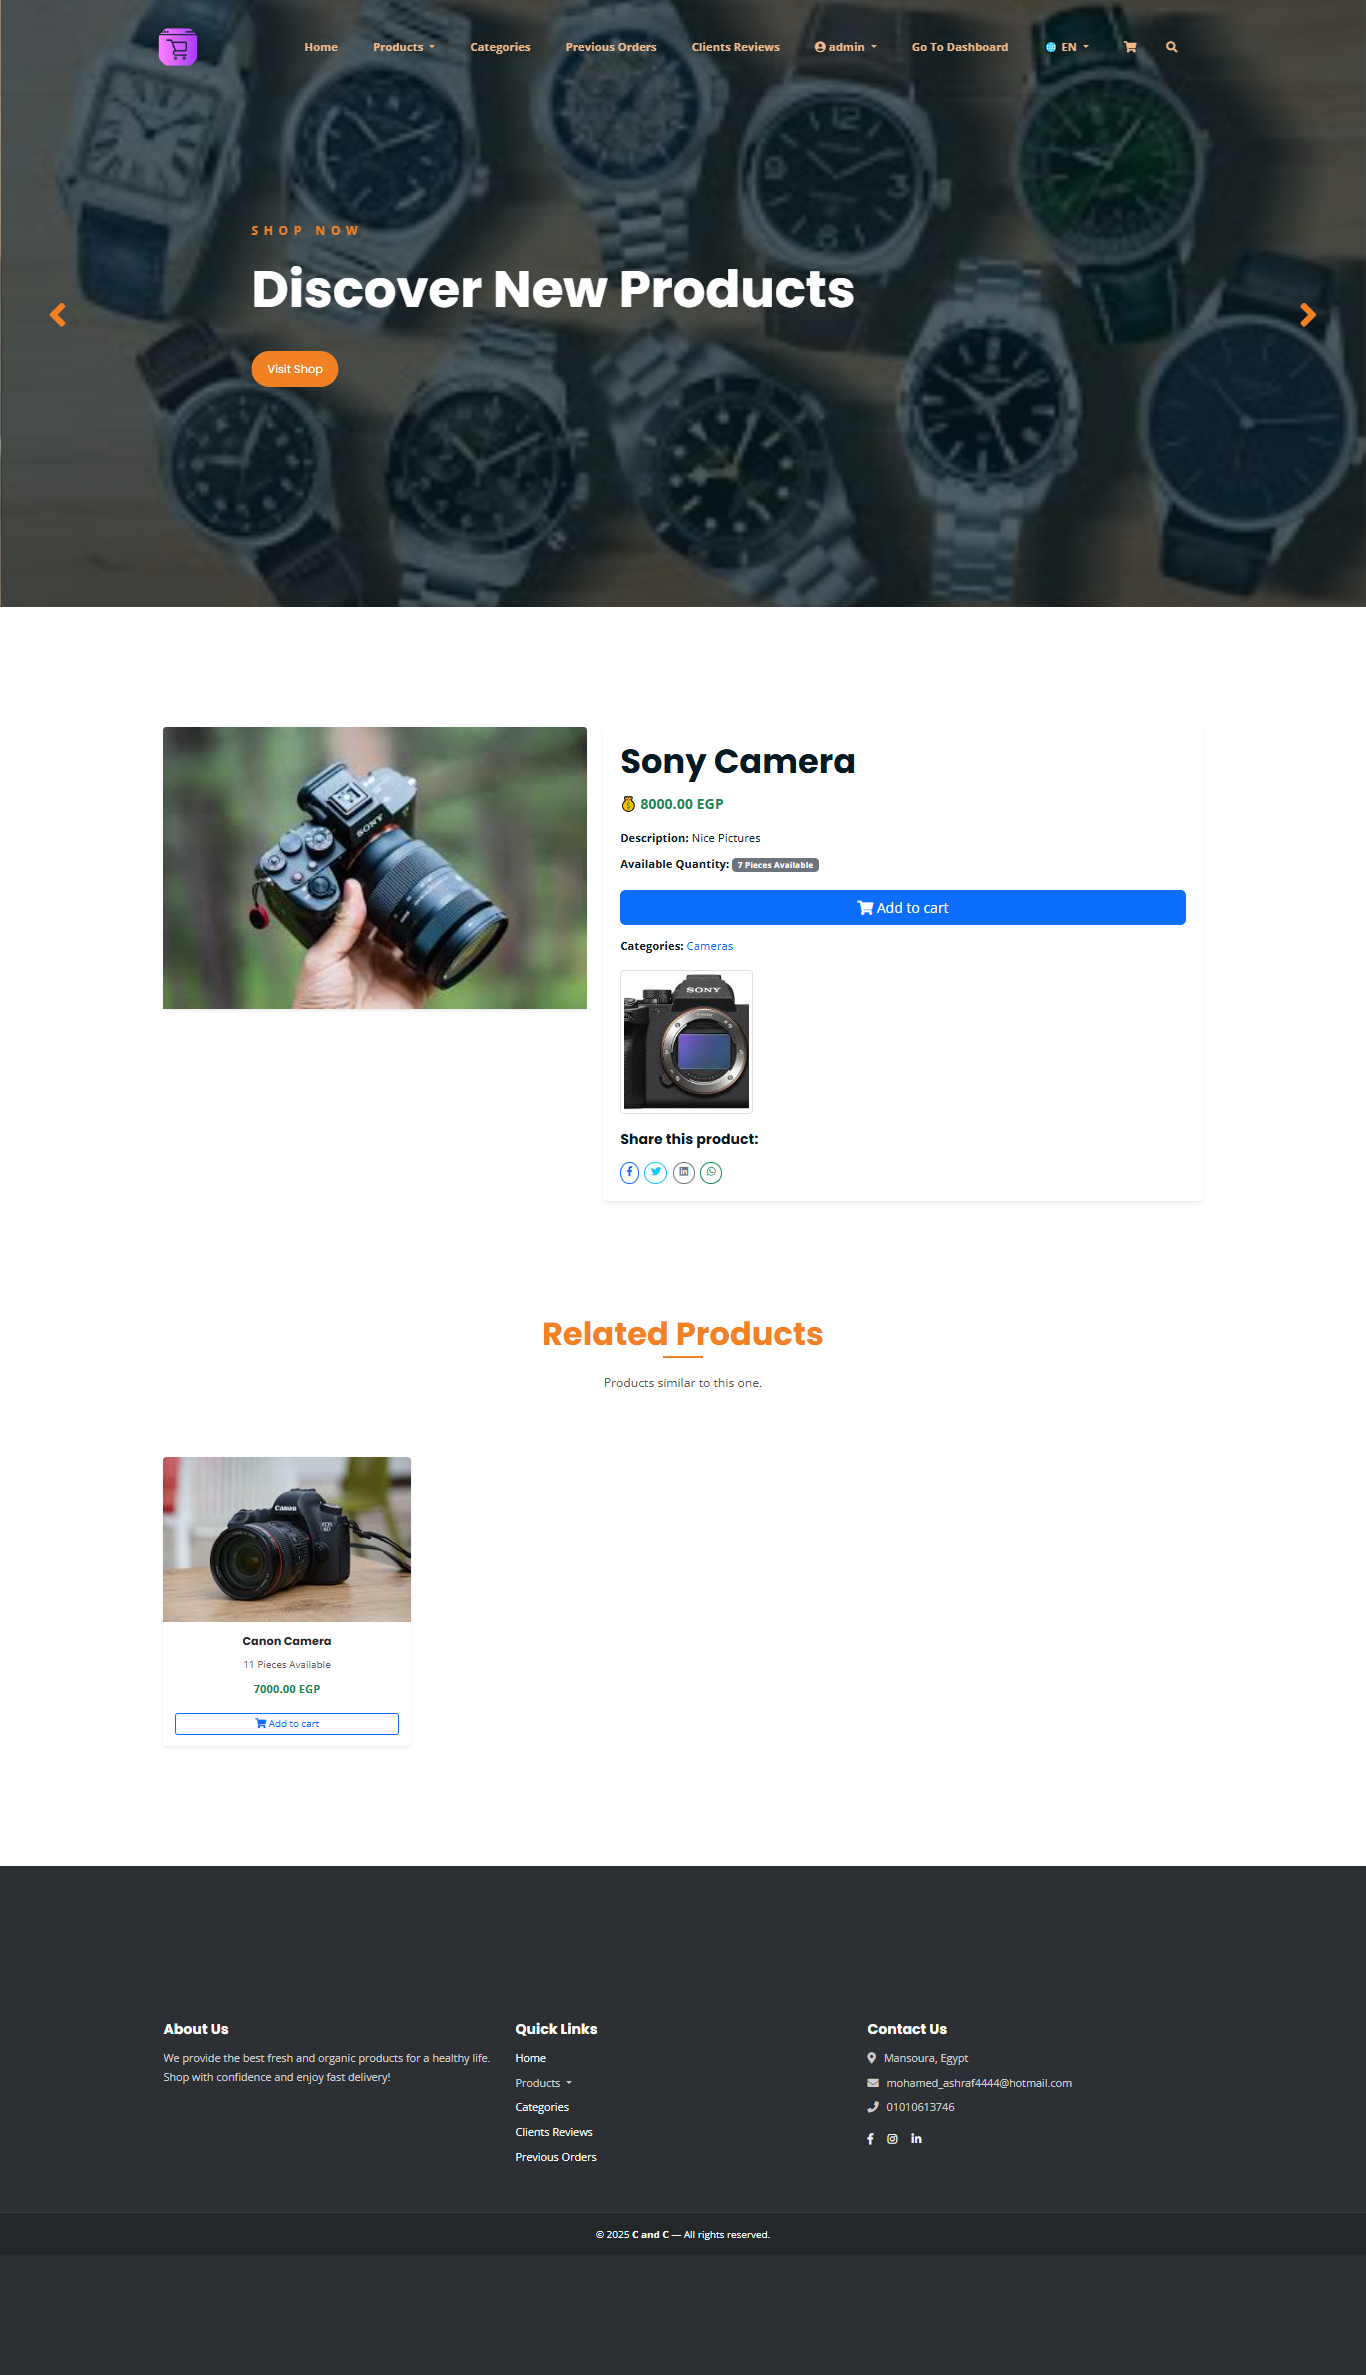 Home Products Categories Previous Orders Clients Reviews admin Go To Dashboard EN
SHOP NOW
Discover New Products
Visit Shop
SONY
Sony Camera
8000.00 EGP
Description: Nice Pictures
Available Quantity: 7 Pieces Available
Add to cart
Categories: Cameras
SONY
Share this product:
Related Products
Products similar to this one.
Canon
EOS
6D
Canon Camera
11 Pieces Available
7000.00 EGP
Add to cart
About Us
We provide the best fresh and organic products for a healthy life.
Shop with confidence and enjoy fast delivery!
Quick Links
Home
Products
Categories
Clients Reviews
Previous Orders
Contact Us
Mansoura, Egypt
mohamed_ashraf4444@hotmail.com
01010613746
© 2025 C and C — All rights reserved.